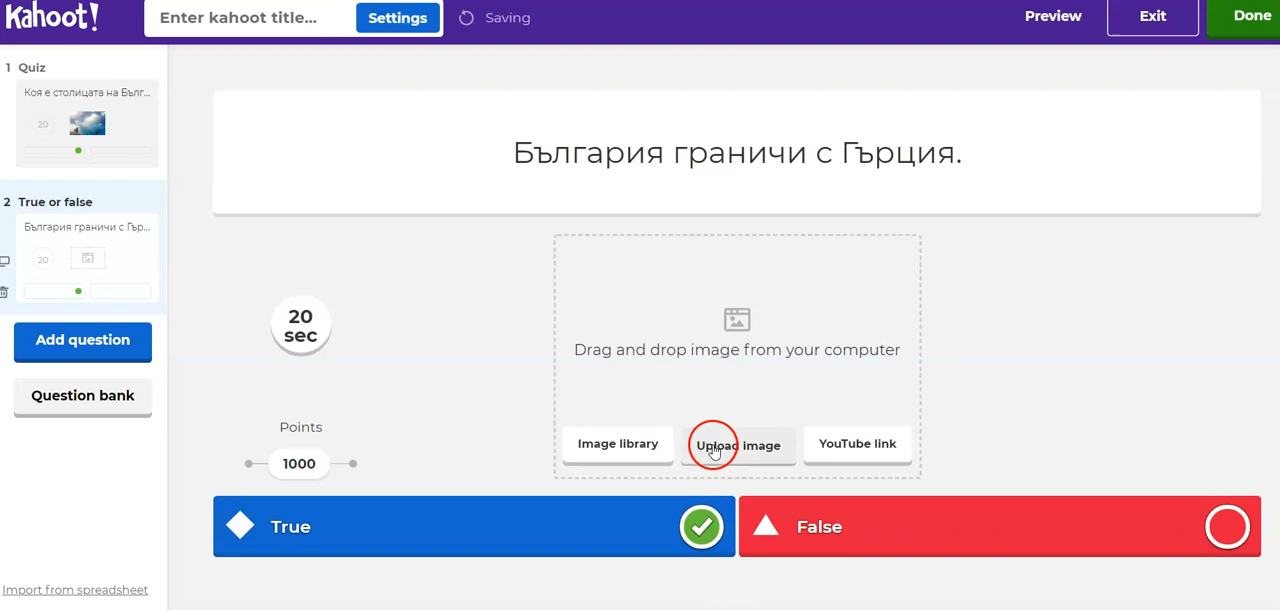 Kahoot!
Enter kahoot title...
Settings
Saving
Preview
Exit
Done
1 Quiz
Коя е столицата на Бълг...
20
2 True or false
България граничи с Гър...
20
Add question
Question bank
Import from spreadsheet
България граничи с Гърция.
20
sec
Points
1000
Drag and drop image from your computer
Image library
Upload image
YouTube link
True
False